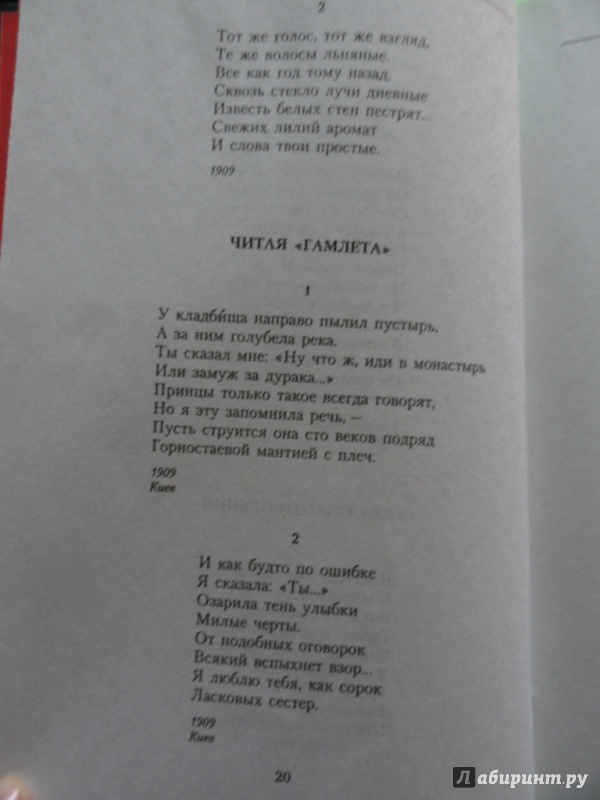 2
Тот же голос, тот же взгляд,
Те же волосы льняные.
Все как год тому назад.
Сквозь стекло лучи дневные
Известь белых стен пестрят...
Свежих лилий аромат
И слова твои простые.
1909
ЧИТАЯ «ГАМЛЕТА»
1
У кладби́ща направо пылил пустырь,
А за ним голубела река.
Ты сказал мне: «Ну что ж, иди в монастырь
Или замуж за дурака...»
Принцы только такое всегда говорят,
Но я эту запомнила речь, —
Пусть струится она сто веков подряд
Горностаевой мантией с плеч.
1909
Киев
2
И как будто по ошибке
Я сказала: «Ты...»
Озарила тень улыбки
Милые черты.
От подобных оговорок
Всякий вспыхнет взор...
Я люблю тебя, как сорок
Ласковых сестер.
1909
Киев
20
Лабиринт.ру